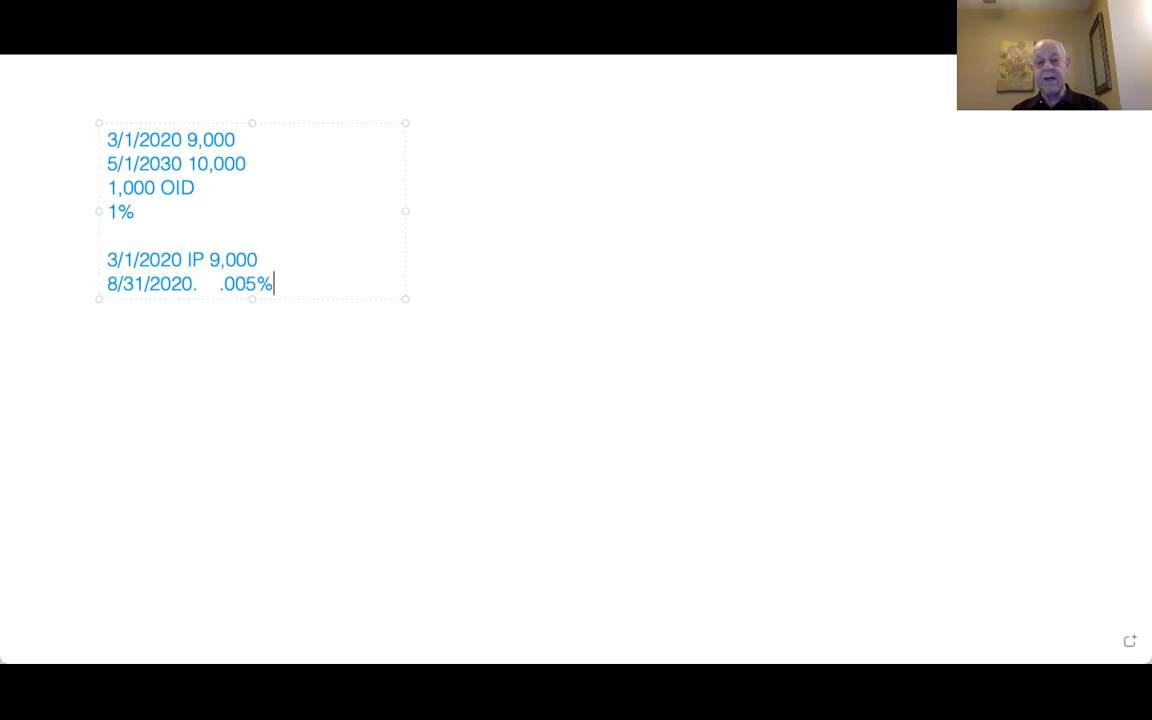 3/1/2020 9,000
5/1/2030 10,000
1,000 OID
1%
3/1/2020 IP 9,000
8/31/2020. .005%